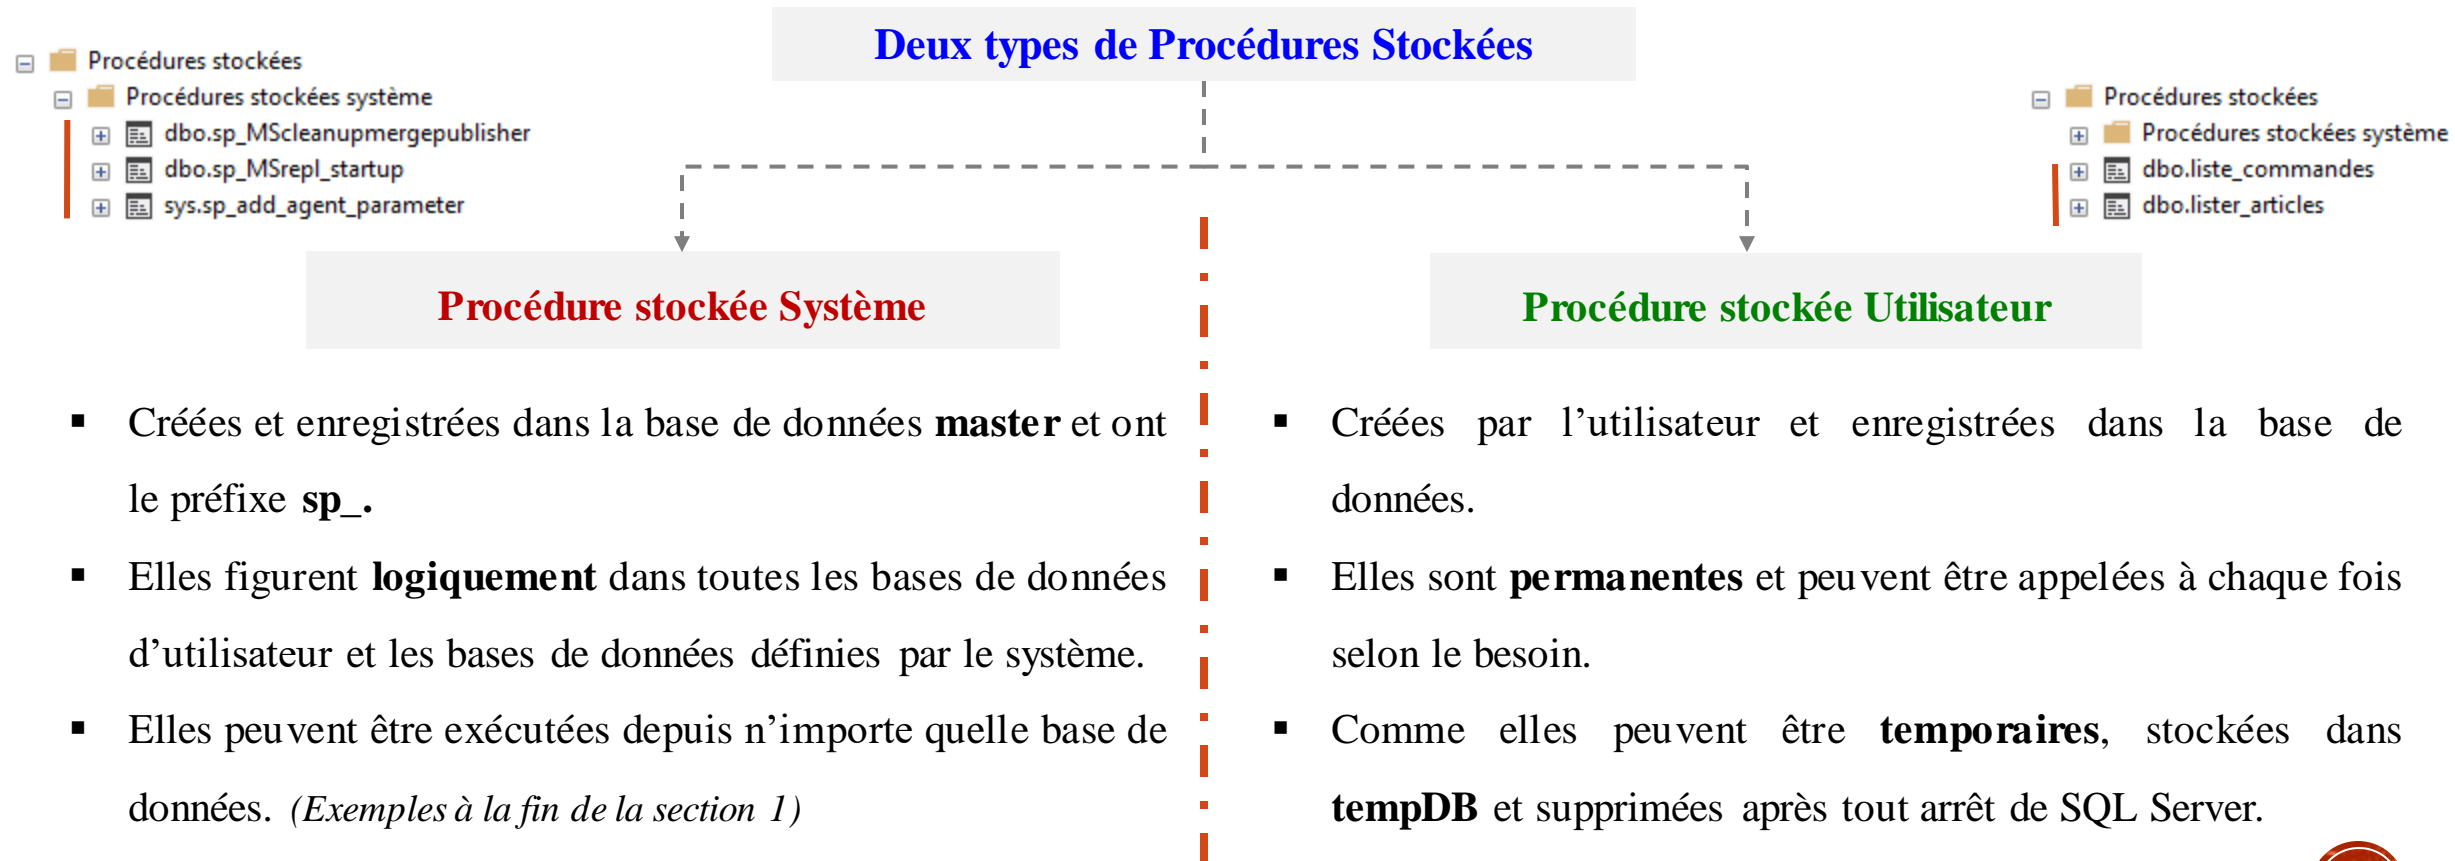 Deux types de Procédures Stockées
Procédures stockées
Procédures stockées système
dbo.sp_MScleanupmergepublisher
dbo.sp_MSrepl_startup
sys.sp_add_agent_parameter
Procédures stockées
Procédures stockées système
dbo.liste_commandes
dbo.lister_articles
Procédure stockée Système
▪ Créées et enregistrées dans la base de données master et ont
le préfixe sp_.
▪ Elles figurent logiquement dans toutes les bases de données
d’utilisateur et les bases de données définies par le système.
▪ Elles peuvent être exécutées depuis n’importe quelle base de
données. (Exemples à la fin de la section 1)
Procédure stockée Utilisateur
▪ Créées par l’utilisateur et enregistrées dans la base de
données.
▪ Elles sont permanentes et peuvent être appelées à chaque fois
selon le besoin.
▪ Comme elles peuvent être temporaires, stockées dans
tempDB et supprimées après tout arrêt de SQL Server.